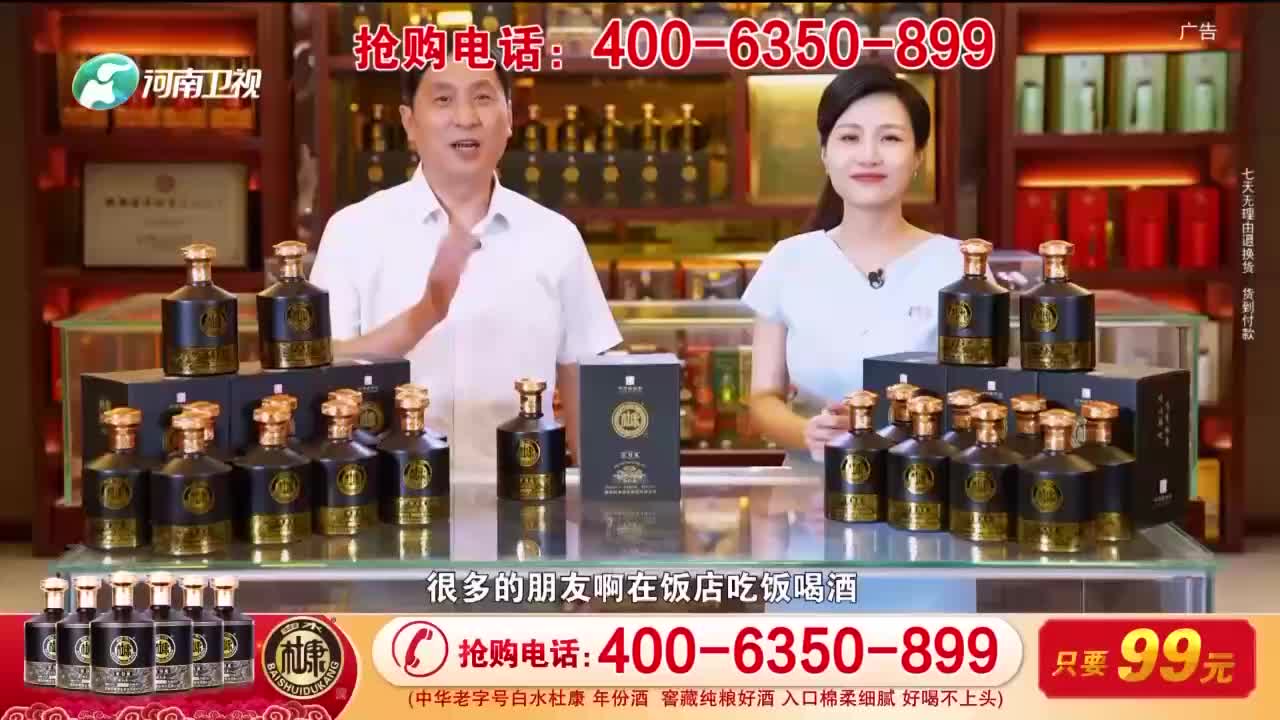 抢购电话：400-6350-899
广告
河南卫视
七天无理由退换货 货到付款
杜康
很多的朋友啊在饭店吃饭喝酒
白水
杜康
BAISHUIDUKANG
抢购电话:400-6350-899
只要99元
(中华老字号白水杜康 年份酒 窖藏纯粮好酒 入口棉柔细腻 好喝不上头)